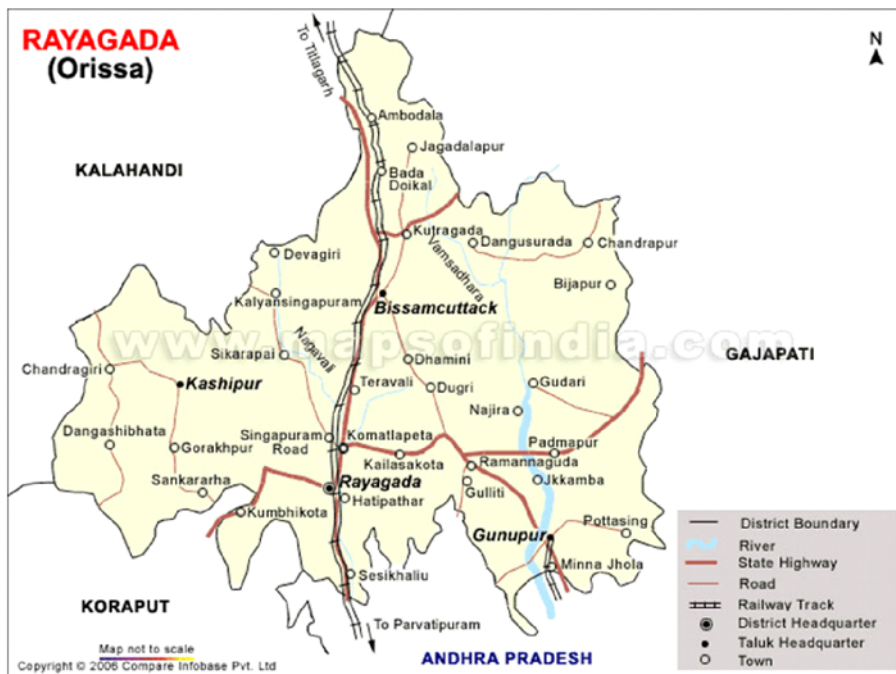 RAYAGADA
(Orissa)
N
To Titlagarh
Ambodala
Jagadalapur
KALAHANDI
Bada
Doikal
Kutragada
Dangusurada
Chandrapur
Devagiri
Vamsadhara
Bijapur
Kalyansingapuram
Bissamcuttack
www.mapsofindia.com
Nagavali
Sikarapai
Dhamini
GAJAPATI
Chandragiri
Kashipur
Teravali
Dugri
Gudari
Najira
Dangashibhata
Gorakhpur
Singapuram
Road
Komatlapeta
Kailasakota
Padmapur
Ramannaguda
Sankararha
Rayagada
Hatipathar
Gulliti
Jkkamba
Kumbhikota
Gunupur
Pottasing
Minna Jhola
Sesikhaliu
KORAPUT
To Parvatipuram
ANDHRA PRADESH
District Boundary
River
State Highway
Road
Railway Track
District Headquarter
Taluk Headquarter
Town
Map not to scale
Copyright © 2006 Compare Infobase Pvt. Ltd